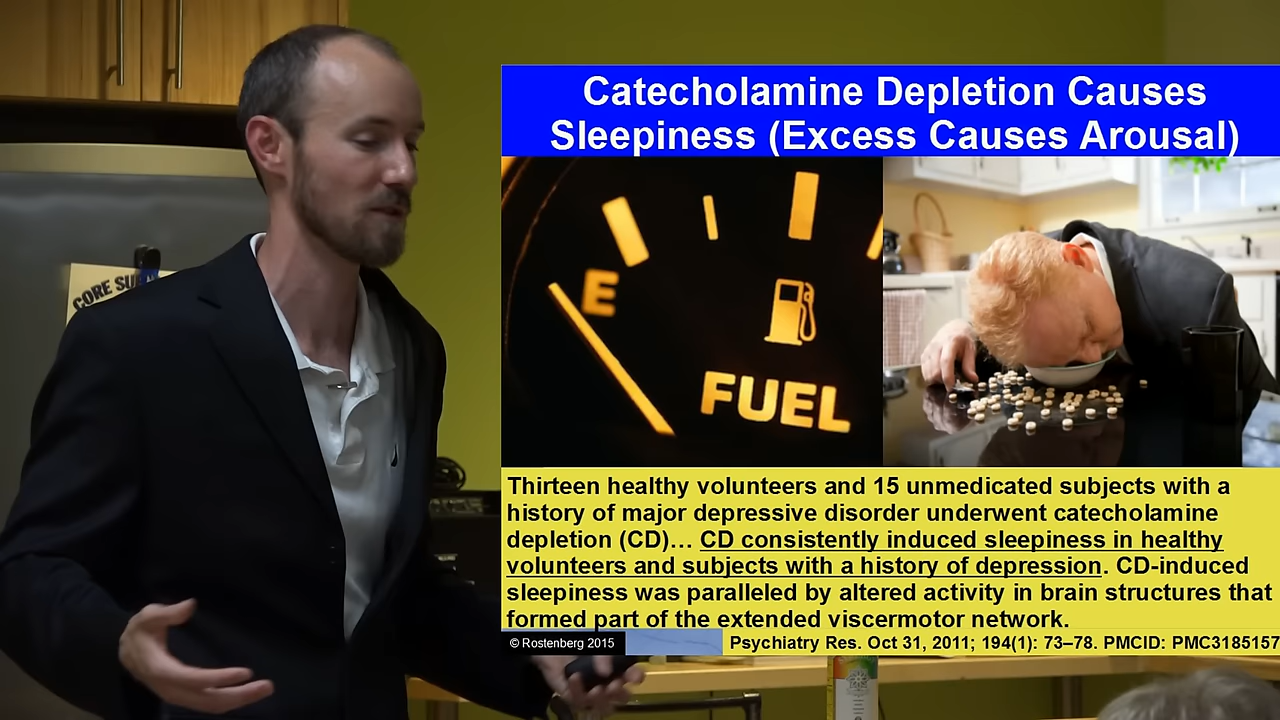 CORE SU
Catecholamine Depletion Causes
Sleepiness (Excess Causes Arousal)
E
FUEL
Thirteen healthy volunteers and 15 unmedicated subjects with a
history of major depressive disorder underwent catecholamine
depletion (CD)… CD consistently induced sleepiness in healthy
volunteers and subjects with a history of depression. CD-induced
sleepiness was paralleled by altered activity in brain structures that
formed part of the extended viscermotor network.
© Rostenberg 2015
Psychiatry Res. Oct 31, 2011; 194(1): 73–78. PMCID: PMC3185157